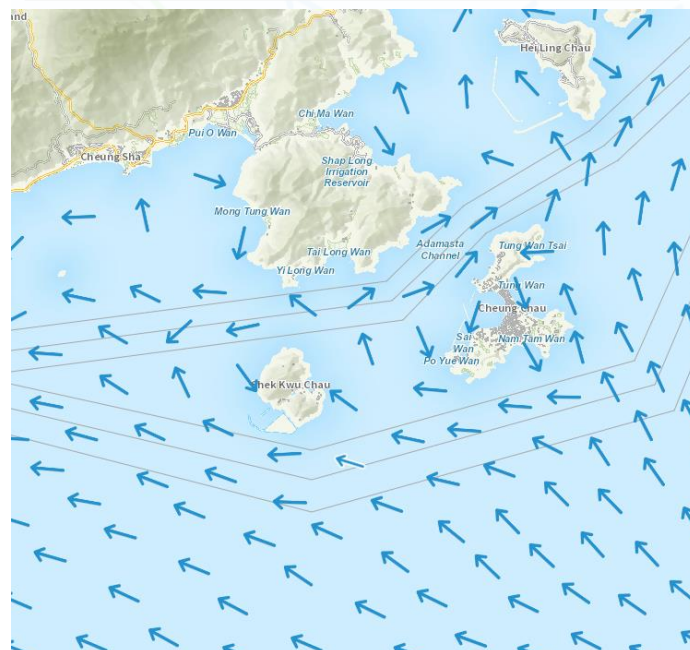 and
Hei Ling Chau
Chi Ma Wan
Pui O Wan
Cheung Sha
Shap Long
Irrigation
Reservoir
Mong Tung Wan
Tai Long Wan
Yi Long Wan
Adamasta
Channel
Tung Wan Tsai
Tung Wan
Cheung Chau
Sai
Wan
Nam Tam Wan
Po Yue Wan
Shek Kwu Chau